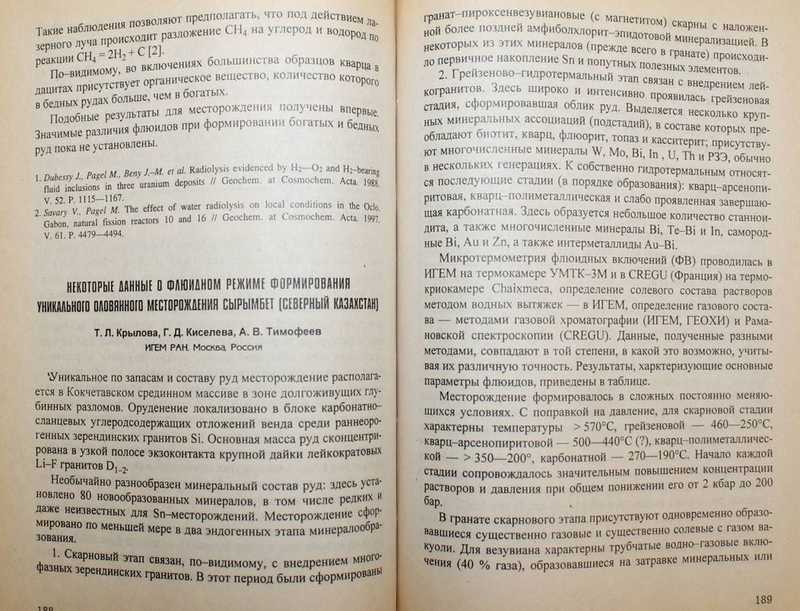 Такие наблюдения позволяют предполагать, что под действием ла-
зерного луча происходит разложение CH₄ на углерод и водород по
реакции CH₄ = 2H₂ + C [2].
По–видимому, во включениях большинства образцов кварца в
дацитах присутствует органическое вещество, количество которого
в бедных рудах больше, чем в богатых.
Подобные результаты для месторождения получены впервые.
Значимые различия флюидов при формировании богатых и бедных
руд пока не установлены.
1. Dubessy J., Pagel M., Beny J.–M. et al. Radiolysis evidenced by H₂—O₂ and H₂–bearing
fluid inclusions in three uranium deposits // Geochem. at Cosmochem. Acta. 1988.
V. 52. P. 1115—1167.
2. Savary V., Pagel M. The effect of water radiolysis on local conditions in the Oclo,
Gabon, natural fission reactors 10 and 16 // Geochem. at Cosmochem. Acta. 1997.
V. 61. P. 4479—4494.
НЕКОТОРЫЕ ДАННЫЕ О ФЛЮИДНОМ РЕЖИМЕ ФОРМИРОВАНИЯ
УНИКАЛЬНОГО ОЛОВЯННОГО МЕСТОРОЖДЕНИЯ СЫРЫМБЕТ (СЕВЕРНЫЙ КАЗАХСТАН)
Т. Л. Крылова, Г. Д. Киселева, А. В. Тимофеев
ИГЕМ РАН, Москва, Россия
Уникальное по запасам и составу руд месторождение располага-
ется в Кокчетавском срединном массиве в зоне долгоживущих глу-
бинных разломов. Оруденение локализовано в блоке карбонатно–
сланцевых углеродсодержащих отложений венда среди раннеоро-
генных зерендинских гранитов Si. Основная масса руд сконцентри-
рована в узкой полосе экзоконтакта крупной дайки лейкократовых
Li–F гранитов D₁₋₂.
Необычайно разнообразен минеральный состав руд: здесь уста-
новлено 80 новообразованных минералов, в том числе редких и
даже неизвестных для Sn–месторождений. Месторождение сфор-
мировано по меньшей мере в два эндогенных этапа минералообра-
зования.
1. Скарновый этап связан, по–видимому, с внедрением много-
фазных зерендинских гранитов. В этот период были сформированы
188
гранат–пироксенвезувиановые (с магнетитом) скарны с наложен-
ной более поздней амфиболхлорит–эпидотовой минерализацией. В
некоторых из этих минералов (прежде всего в гранате) происходи-
ло первичное накопление Sn и попутных полезных элементов.
2. Грейзеново–гидротермальный этап связан с внедрением лей-
когранитов. Здесь широко и интенсивно проявилась грейзеновая
стадия, сформировавшая облик руд. Выделяется несколько круп-
ных минеральных ассоциаций (подстадий), в составе которых пре-
обладают биотит, кварц, флюорит, топаз и касситерит; присутству-
ют многочисленные минералы W, Mo, Bi, In , U, Th и РЗЭ, обычно
в нескольких генерациях. К собственно гидротермальным относят-
ся последующие стадии (в порядке образования): кварц–арсенопи-
ритовая, кварц–полиметаллическая и слабо проявленная завершаю-
щая карбонатная. Здесь образуется небольшое количество станнои-
дита, а также многочисленные минералы Bi, Te–Bi и In, самород-
ные Bi, Au и Zn, а также интерметаллиды Au–Bi.
Микротермометрия флюидных включений (ФВ) проводилась в
ИГЕМ на термокамере УМТК–3М и в CREGU (Франция) на термо-
криокамере Chaixmeca, определение солевого состава растворов
методом водных вытяжек — в ИГЕМ, определение газового соста-
ва — методами газовой хроматографии (ИГЕМ, ГЕОХИ) и Рама-
новской спектроскопии (CREGU). Данные, полученные разными
методами, совпадают в той степени, в какой это возможно, учиты-
вая их различную точность. Результаты, харктеризующие основные
параметры флюидов, приведены в таблице.
Месторождение формировалось в сложных постоянно меняю-
щихся условиях. С поправкой на давление, для скарновой стадии
характерны температуры >570°С, грейзеновой — 460—250°С,
кварц–арсенопиритовой — 500—440°С (?), кварц–полиметалличес-
кой — >350—200°, карбонатной — 270—190°С. Начало каждой
стадии сопровождалось значительным повышением концентрации
растворов и давления при общем понижении его от 2 кбар до 200
бар.
В гранате скарнового этапа присутствуют одновременно образо-
вавшиеся существенно газовые и существенно солевые с газом ва-
куоли. Для везувиана характерны трубчатые водно–газовые вклю-
чения (40 % газа), образовавшиеся на затравке минеральных или
189